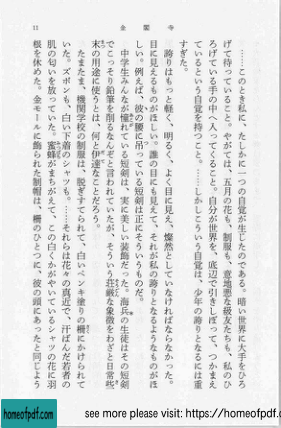 11　金閣寺
このとき私に、たしかに一つの自覚が生じたのである。暗い世界に大手をひろ
げて待っていること。やがては、五月の花も、制服も、意地悪な級友たちも、私のひ
ろげている手の中へ入ってくること。自分が世界を、底辺で引きしぼって、つかまえ
ているという自覚を持つこと。……しかしこういう自覚は、少年の誇りとなるには重
すぎた。
誇りはもっと軽く、明るく、よく目に見え、燦然としていなければならなかった。
目に見えるものがほしい。誰の目にも見えて、それが私の誇りとなるようなものがほ
しい。例えば、彼の腰に吊っている短剣は正にそういうものだ。
中学生みんなが憧れている短剣は、実に美しい装飾だった。海兵の生徒はその短剣
でこっそり鉛筆を削るなんぞと言われていたが、そういう荘厳な象徴をわざと日常些
末の用途に使うとは、何と伊達なことだろう。
たまたま、機関学校の制服は、脱ぎすてられて、白いペンキ塗りの柵にかけられて
いた。ズボンも、白い下着のシャツも。……それらは花々の真近で、汗ばんだ若者の
肌の匂いを放っていた。蜜蜂がまちがえて、この白くかがやいているシャツの花に羽
根を休めた。金モールに飾られた制帽は、柵のひとつに、彼の頭にあったと同じよう
homeofpdf.com
see more please visit: https://homeofpdf.com